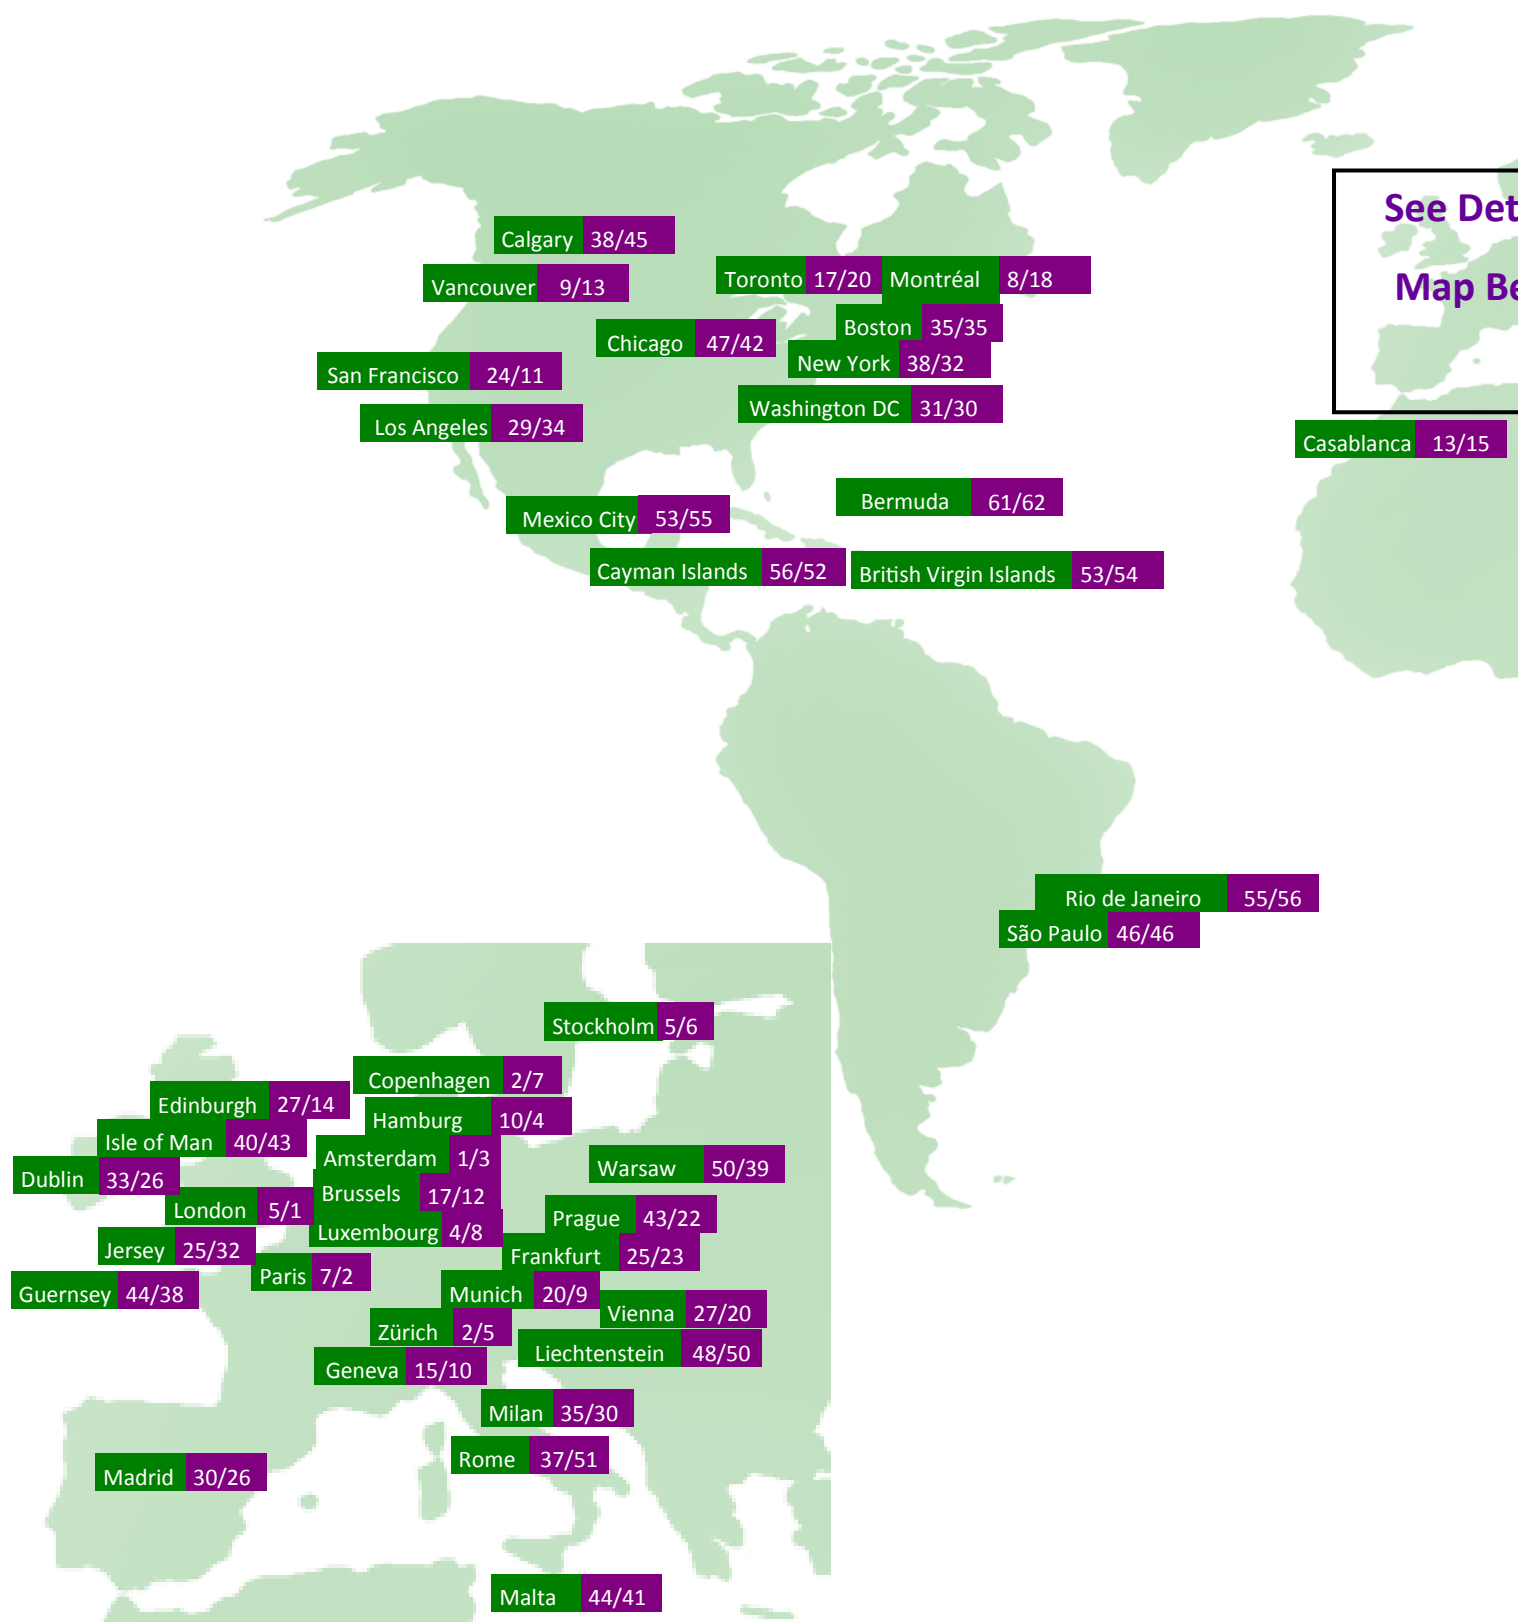 See Det
Map Be
Calgary 38/45
Vancouver 9/13
Toronto 17/20 Montréal 8/18
Boston 35/35
Chicago 47/42
New York 38/32
San Francisco 24/11
Washington DC 31/30
Los Angeles 29/34
Casablanca 13/15
Bermuda 61/62
Mexico City 53/55
Cayman Islands 56/52 British Virgin Islands 53/54
Rio de Janeiro 55/56
São Paulo 46/46
Stockholm 5/6
Copenhagen 2/7
Edinburgh 27/14
Hamburg 10/4
Isle of Man 40/43
Amsterdam 1/3
Warsaw 50/39
Dublin 33/26
Brussels 17/12
London 5/1
Prague 43/22
Luxembourg 4/8
Jersey 25/32
Frankfurt 25/23
Paris 7/2
Guernsey 44/38
Munich 20/9
Vienna 27/20
Zürich 2/5
Liechtenstein 48/50
Geneva 15/10
Milan 35/30
Rome 37/51
Madrid 30/26
Malta 44/41